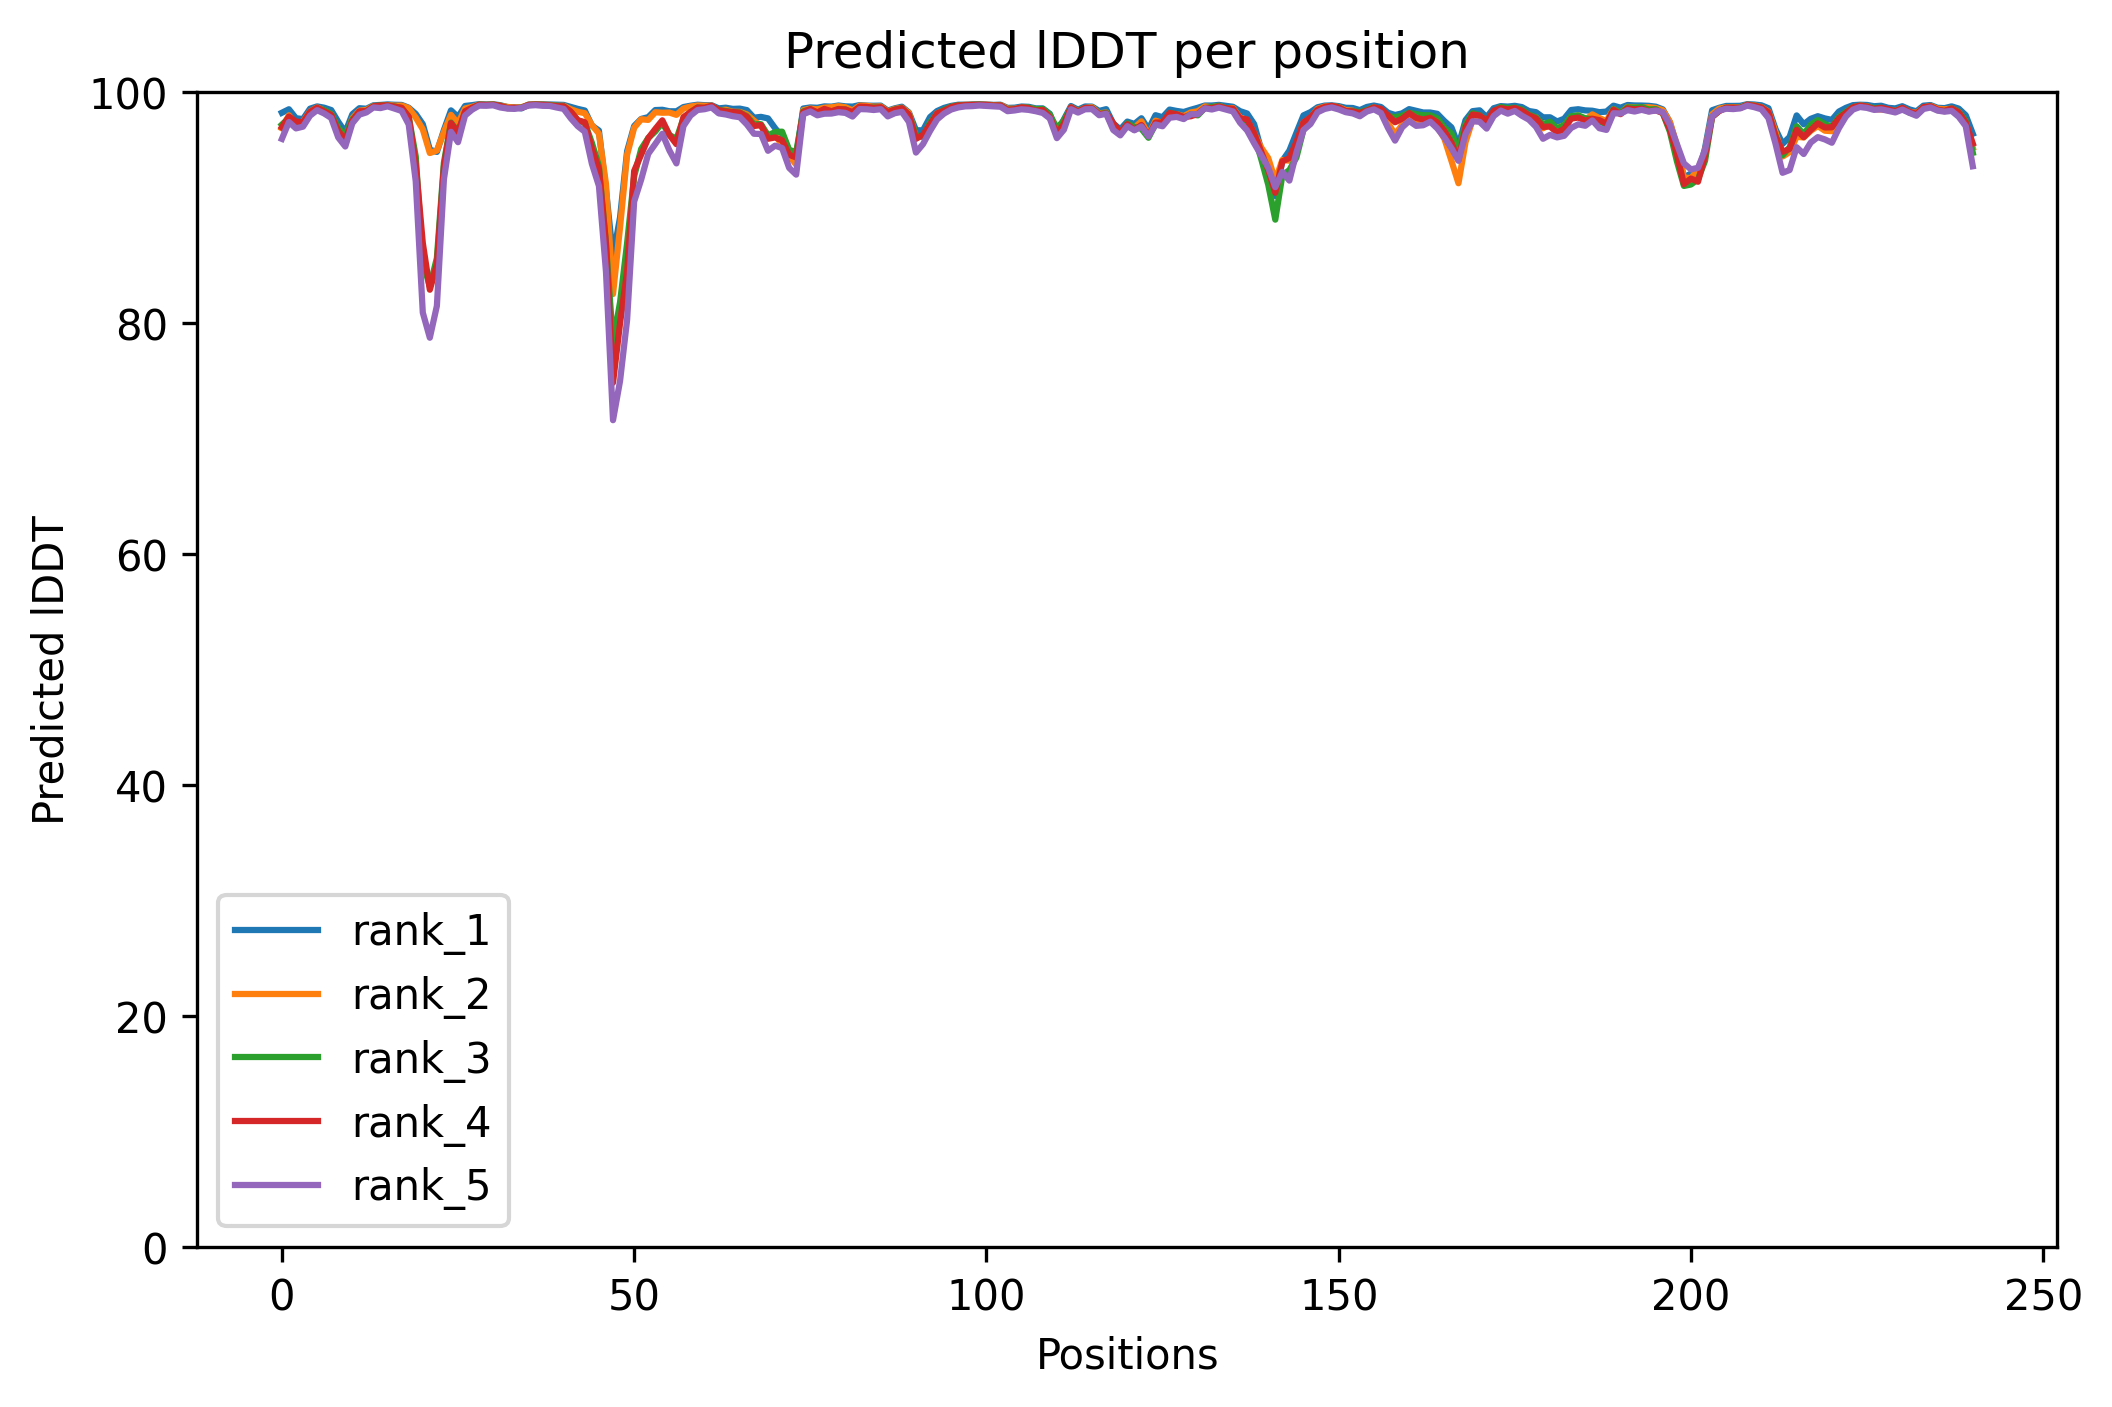 Predicted lDDT per position
100
80
60
40
20
0
Predicted lDDT
rank_1
rank_2
rank_3
rank_4
rank_5
0 50 100 150 200 250
Positions